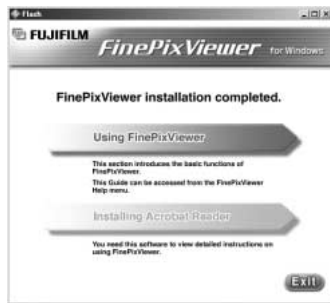 Flash
FUJIFILM
FinePixViewer for Windows
FinePixViewer installation completed.
Using FinePixViewer
This section introduces the basic functions of
FinePixViewer.
This Guide can be accessed from the FinePixViewer
Help menu.
Installing Acrobat Reader
You need this software to view detailed instructions on
using FinePixViewer.
Exit